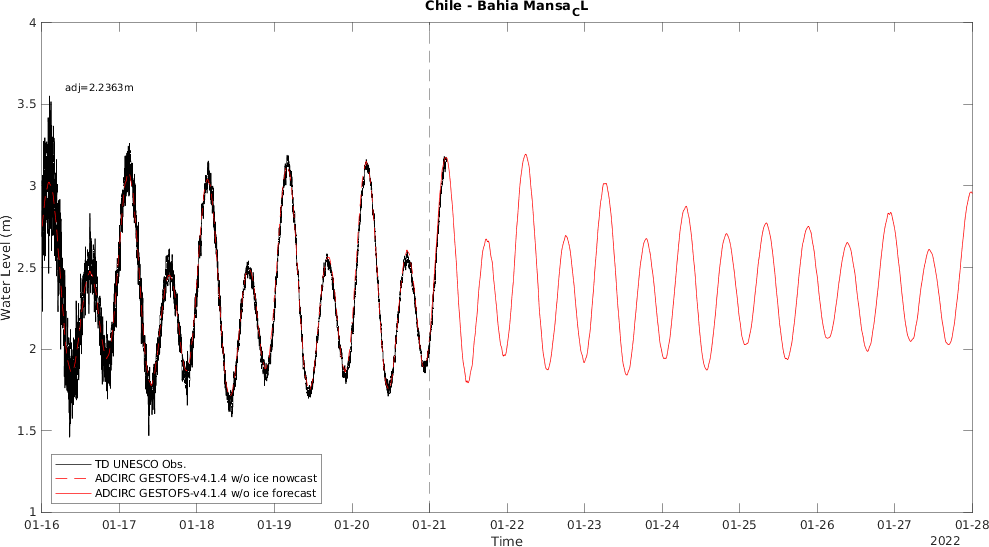 Chile - Bahia Mansa_CL
adj=2.2363m
4
3.5
3
2.5
2
1.5
1
Water Level (m)
TD UNESCO Obs.
ADCIRC GESTOFS-v4.1.4 w/o ice nowcast
ADCIRC GESTOFS-v4.1.4 w/o ice forecast
01-16 01-17 01-18 01-19 01-20 01-21 01-22 01-23 01-24 01-25 01-26 01-27 01-28
Time
2022